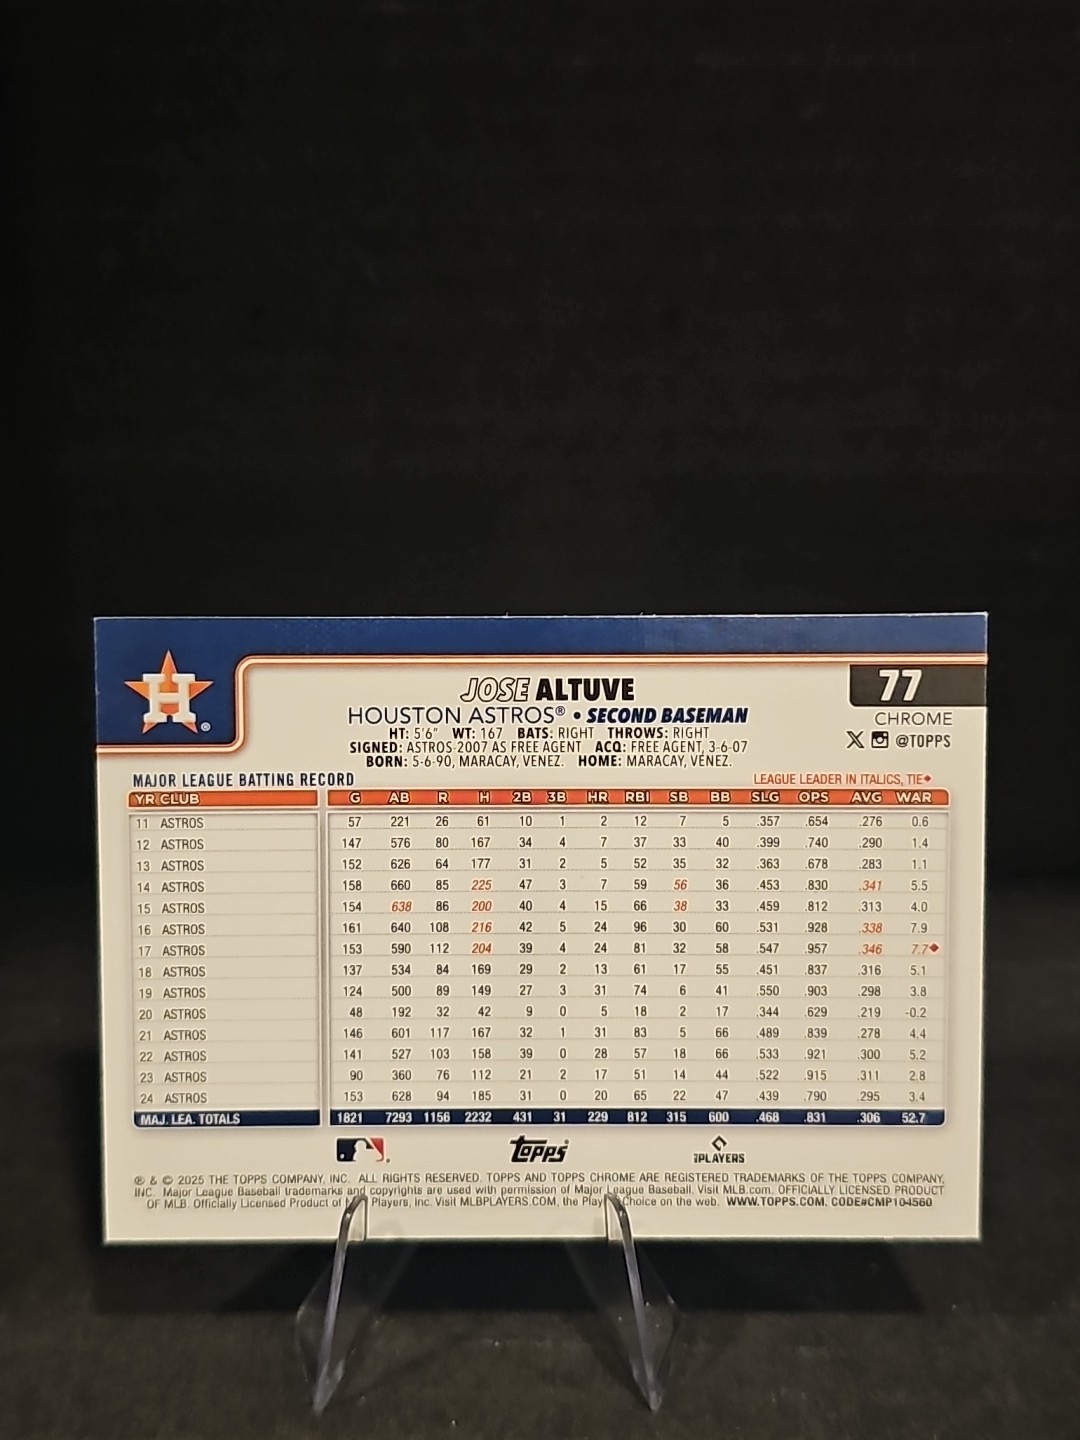 H ®
JOSE ALTUVE
77
HOUSTON ASTROS® • SECOND BASEMAN
CHROME
HT: 5'6" WT: 167 BATS: RIGHT THROWS: RIGHT
@TOPPS
SIGNED: ASTROS 2007 AS FREE AGENT ACQ: FREE AGENT, 3-6-07
BORN: 5-6-90, MARACAY, VENEZ. HOME: MARACAY, VENEZ.
MAJOR LEAGUE BATTING RECORD LEAGUE LEADER IN ITALICS, TIE◆
YR CLUB G AB R H 2B 3B HR RBI SB BB SLG OPS AVG WAR
11 ASTROS 57 221 26 61 10 1 2 12 7 5 .357 .654 .276 0.6
12 ASTROS 147 576 80 167 34 4 7 37 33 40 .399 .740 .290 1.4
13 ASTROS 152 626 64 177 31 2 5 52 35 32 .363 .678 .283 1.1
14 ASTROS 158 660 85 225 47 3 7 59 56 36 .453 .830 .341 5.5
15 ASTROS 154 638 86 200 40 4 15 66 38 33 .459 .812 .313 4.0
16 ASTROS 161 640 108 216 42 5 24 96 30 60 .531 .928 .338 7.9
17 ASTROS 153 590 112 204 39 4 24 81 32 58 .547 .957 .346 7.7◆
18 ASTROS 137 534 84 169 29 2 13 61 17 55 .451 .837 .316 5.1
19 ASTROS 124 500 89 149 27 3 31 74 6 41 .550 .903 .298 3.8
20 ASTROS 48 192 32 42 9 0 5 18 2 17 .344 .629 .219 -0.2
21 ASTROS 146 601 117 167 32 1 31 83 5 66 .489 .839 .278 4.4
22 ASTROS 141 527 103 158 39 0 28 57 18 66 .533 .921 .300 5.2
23 ASTROS 90 360 76 112 21 2 17 51 14 44 .522 .915 .311 2.8
24 ASTROS 153 628 94 185 31 0 20 65 22 47 .439 .790 .295 3.4
MAJ. LEA. TOTALS 1821 7293 1156 2232 431 31 229 812 315 600 .468 .831 .306 52.7
topps PLAYERS
® & © 2025 THE TOPPS COMPANY, INC. ALL RIGHTS RESERVED. TOPPS AND TOPPS CHROME ARE REGISTERED TRADEMARKS OF THE TOPPS COMPANY,
INC. Major League Baseball trademarks and copyrights are used with permission of Major League Baseball. Visit MLB.com. OFFICIALLY LICENSED PRODUCT
OF MLB. Officially Licensed Product of Players, Inc. Visit MLBPLAYERS.COM, the Choice on the web. WWW.TOPPS.COM. CODE#CMP104560